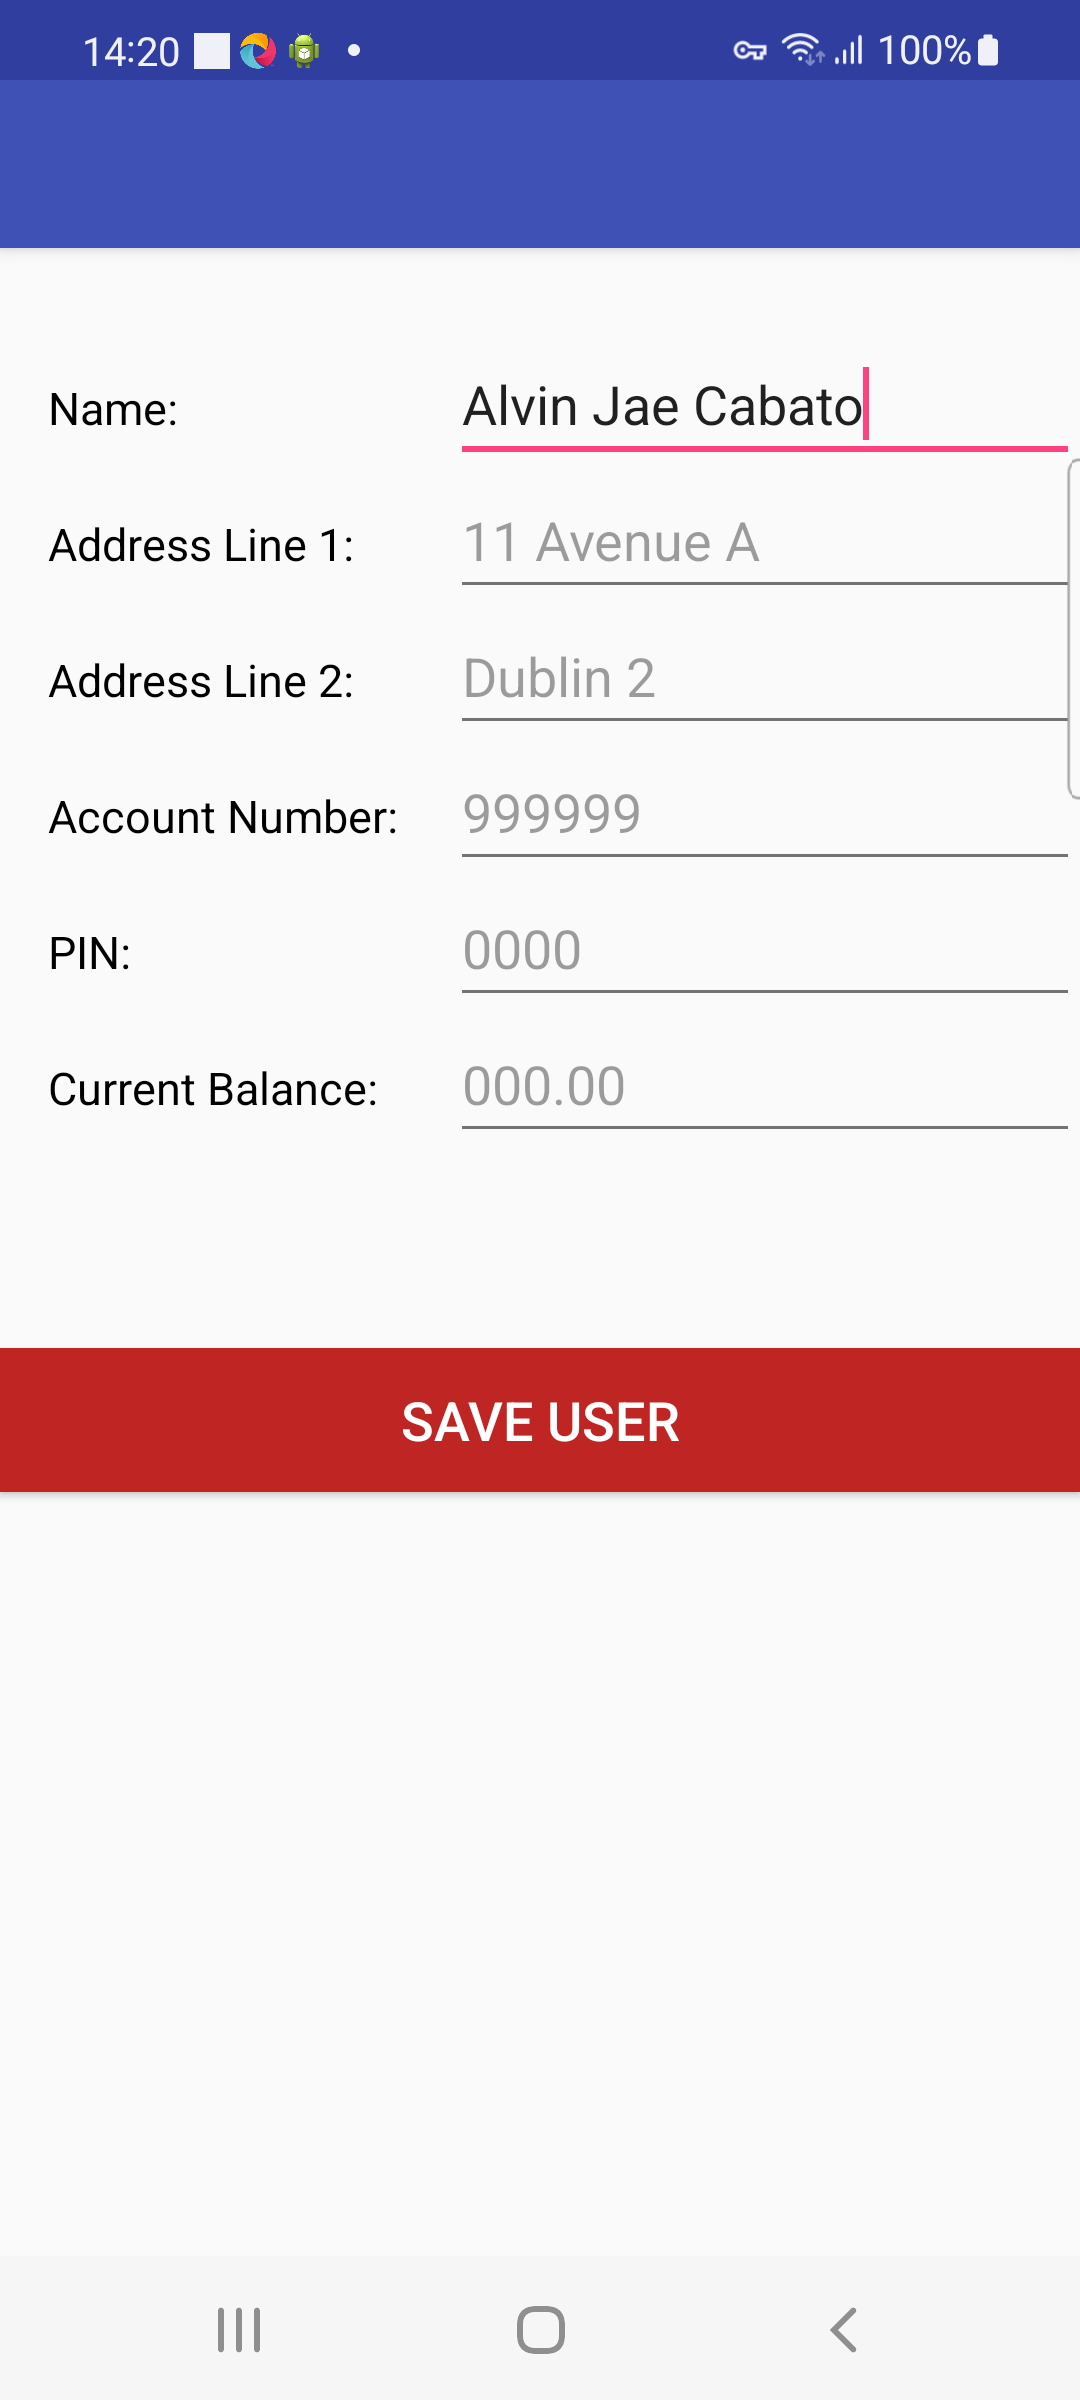 14:20 100%
Name: Alvin Jae Cabato
Address Line 1: 11 Avenue A
Address Line 2: Dublin 2
Account Number: 999999
PIN: 0000
Current Balance: 000.00
SAVE USER